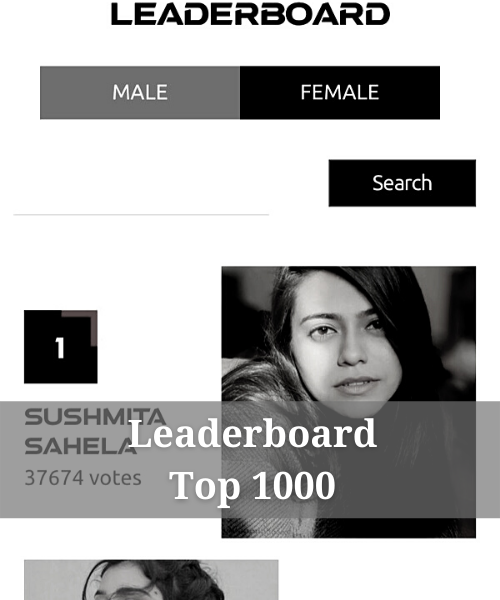 LEADERBOARD
MALE FEMALE
Search
1
SUSHMITA
SAHELA
37674 votes
Leaderboard
Top 1000